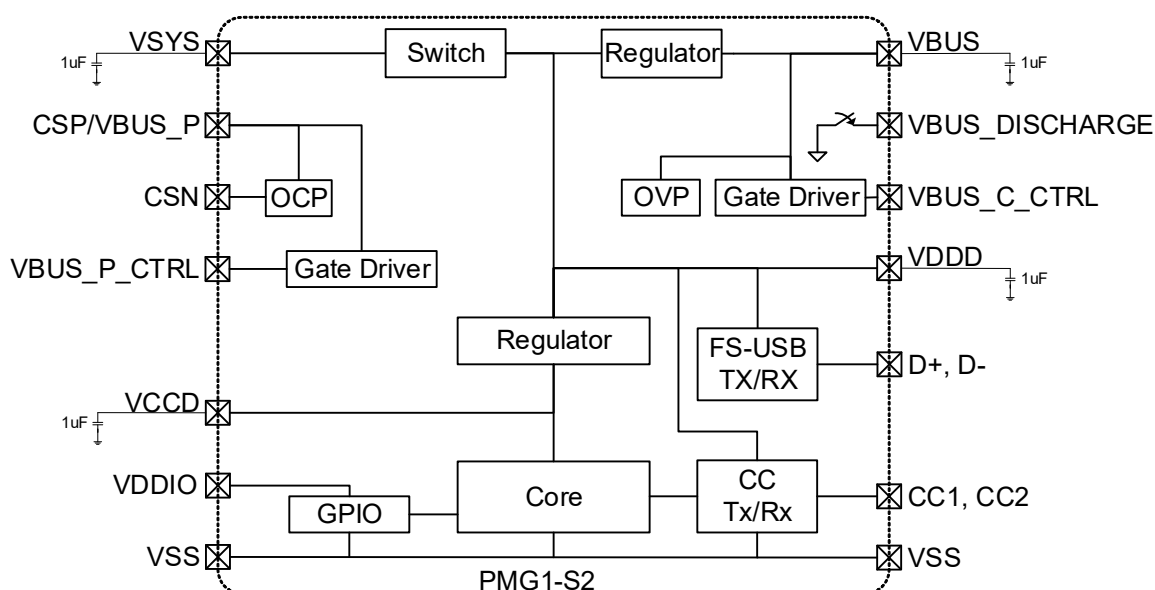 VSYS
Switch
Regulator
VBUS
1uF
1uF
CSP/VBUS_P
VBUS_DISCHARGE
CSN
OCP
OVP
Gate Driver
VBUS_C_CTRL
VBUS_P_CTRL
Gate Driver
VDDD
1uF
Regulator
FS-USB
TX/RX
D+, D-
VCCD
1uF
VDDIO
GPIO
Core
CC
Tx/Rx
CC1, CC2
VSS
VSS
PMG1-S2